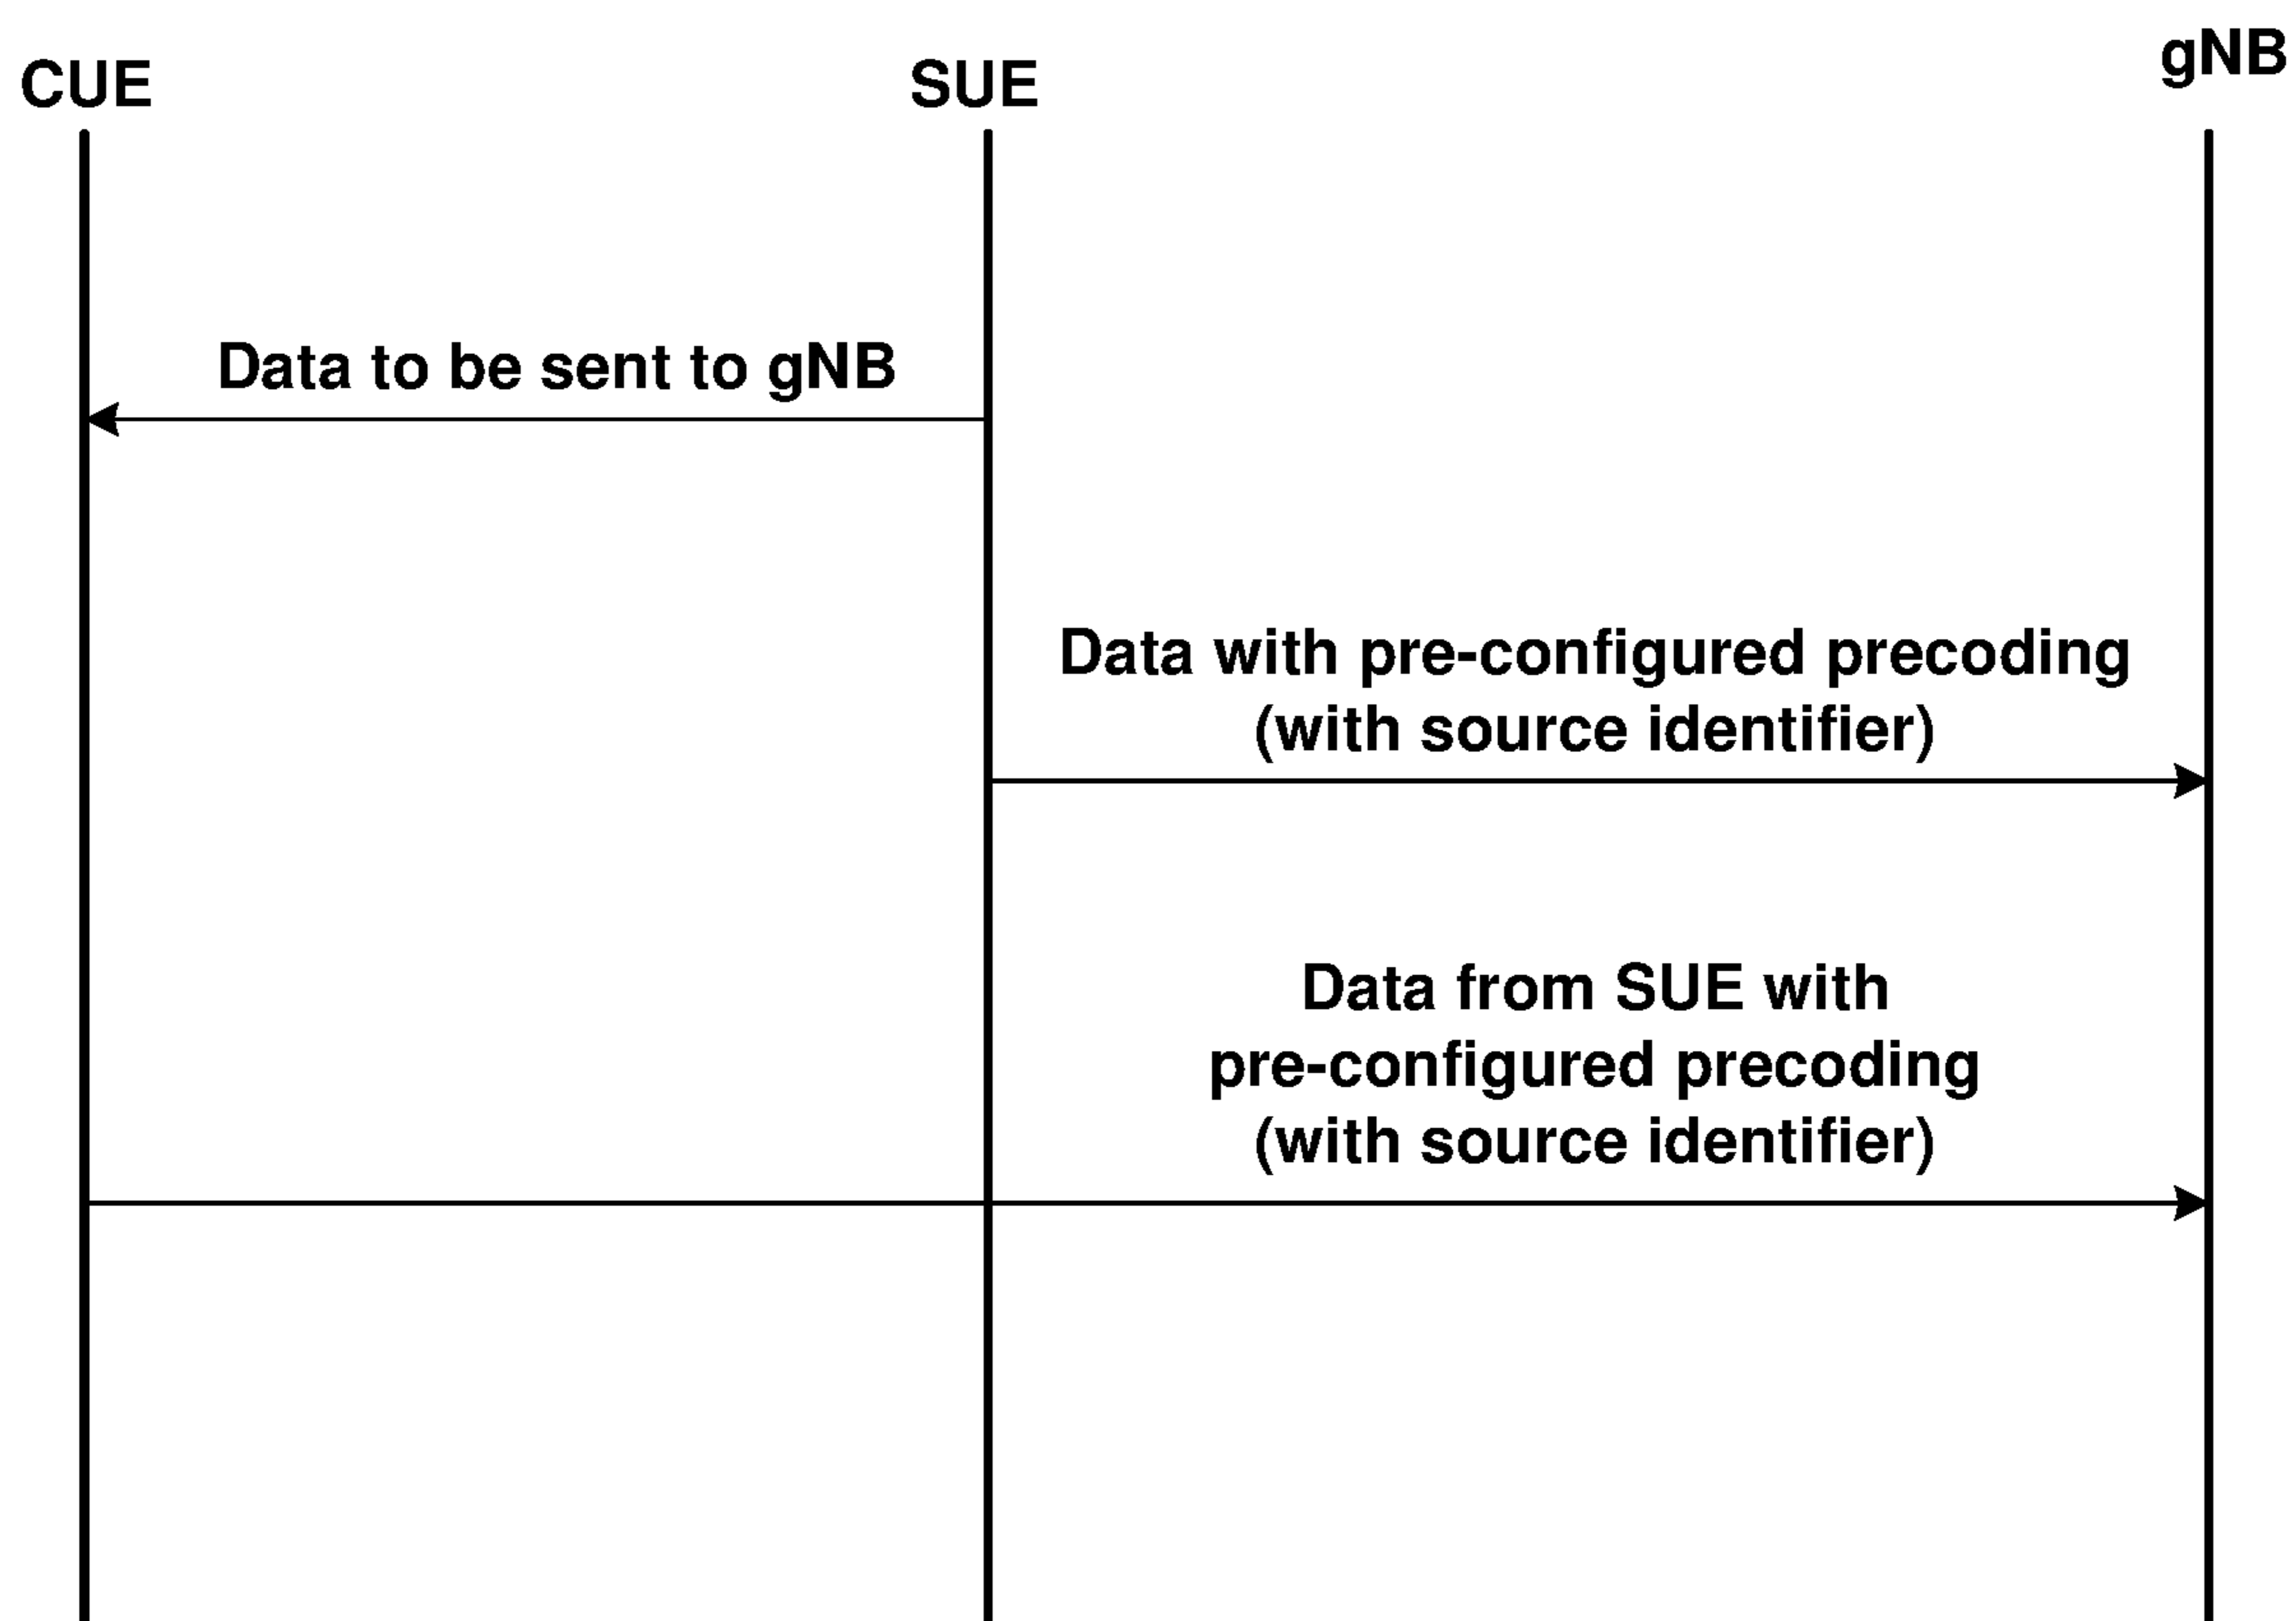 CUE
SUE
gNB
Data to be sent to gNB
Data with pre-configured precoding
(with source identifier)
Data from SUE with
pre-configured precoding
(with source identifier)